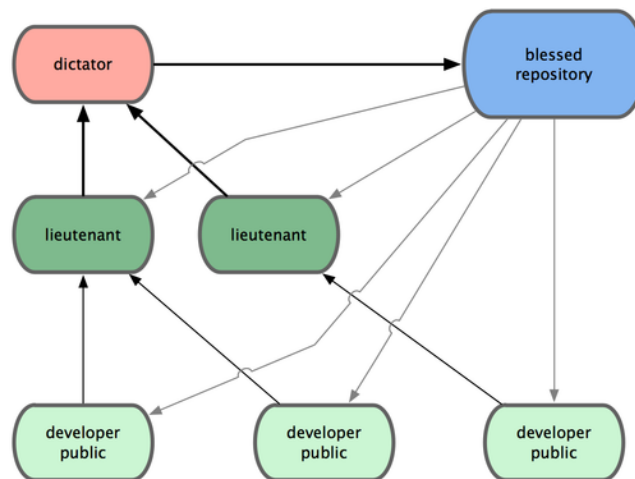 dictator
blessed
repository
lieutenant
lieutenant
developer
public
developer
public
developer
public